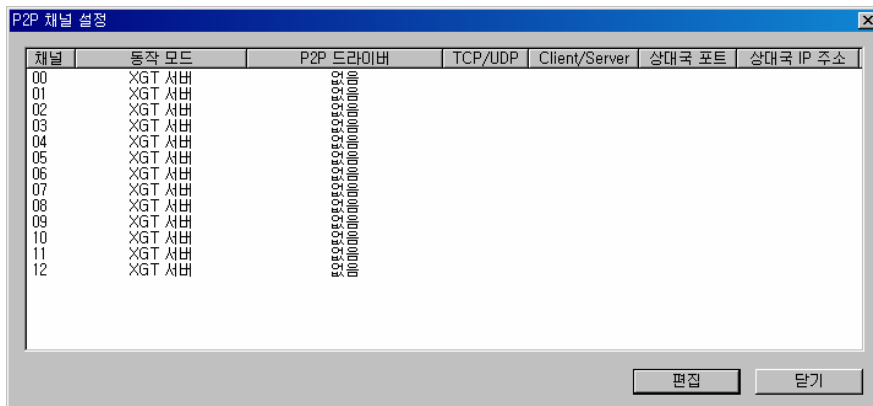 P2P 채널 설정
채널 동작 모드 P2P 드라이버 TCP/UDP Client/Server 상대국 포트 상대국 IP 주소
00 XGT 서버 없음
01 XGT 서버 없음
02 XGT 서버 없음
03 XGT 서버 없음
04 XGT 서버 없음
05 XGT 서버 없음
06 XGT 서버 없음
07 XGT 서버 없음
08 XGT 서버 없음
09 XGT 서버 없음
10 XGT 서버 없음
11 XGT 서버 없음
12 XGT 서버 없음
편집 닫기